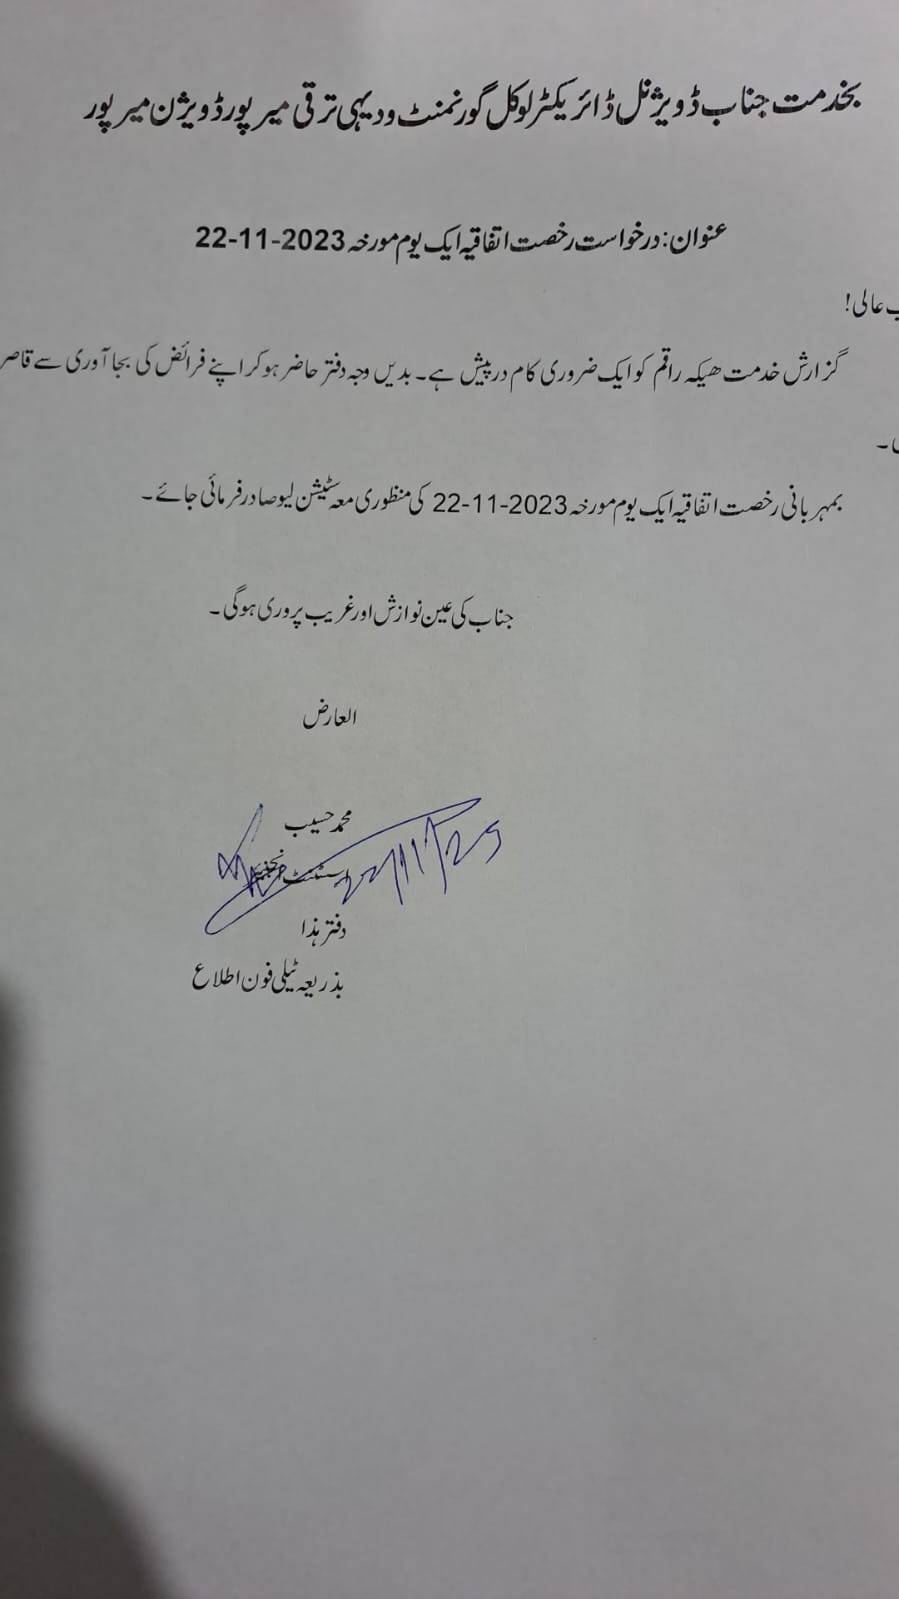 بخدمت جناب ڈویژنل ڈائریکٹر لوکل گورنمنٹ و دیہی ترقی میرپور ڈویژن میرپور
عنوان: درخواست رخصت اتفاقیہ ایک یوم مورخہ 22-11-2023
عالی!
گزارش خدمت ھیکہ راقم کو ایک ضروری کام درپیش ہے۔ بدیں وجہ دفتر حاضر ہو کر اپنے فرائض کی بجا آوری سے قاصر
۔
بمہربانی رخصت اتفاقیہ ایک یوم مورخہ 22-11-2023 کی منظوری معہ سٹیشن لیو صادر فرمائی جائے۔
جناب کی عین نوازش اور غریب پروری ہوگی۔
العارض
محمد حسیب
اسسٹنٹ انجینئر 22/11/23
دفتر ہذا
بذریعہ ٹیلی فون اطلاع